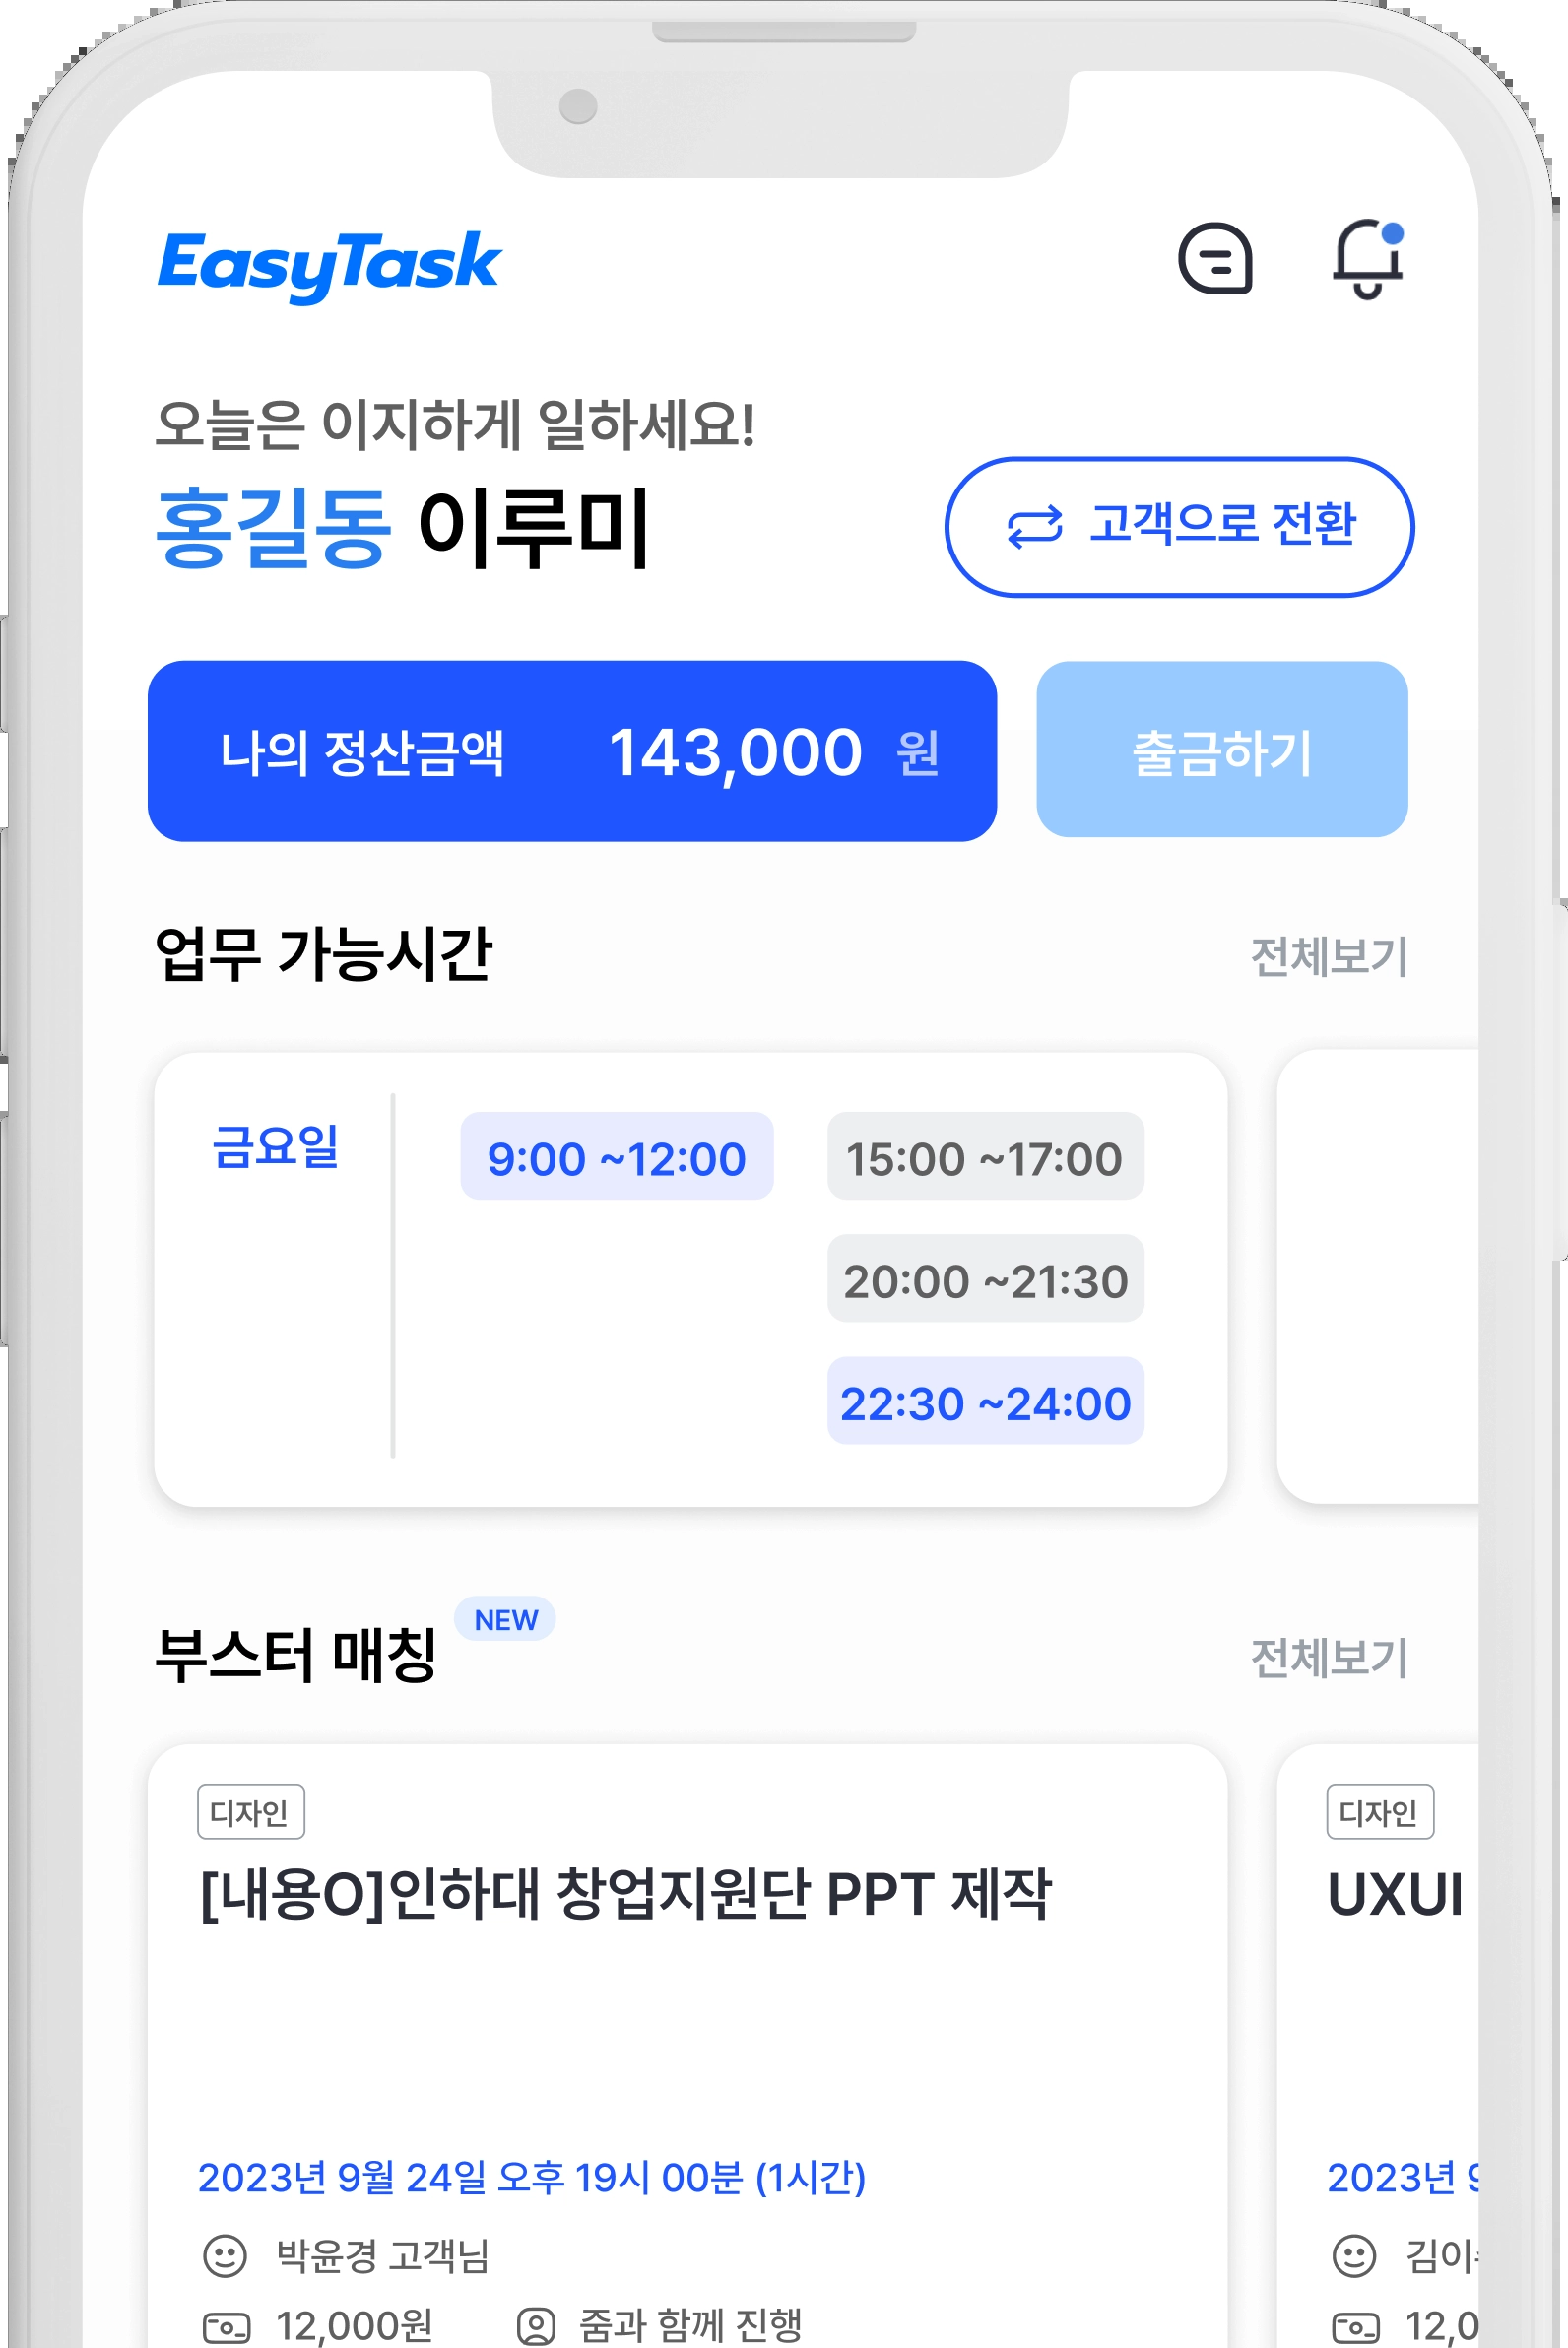 EasyTask
오늘은 이지하게 일하세요!
홍길동 이루미
고객으로 전환
나의 정산금액 143,000 원
출금하기
업무 가능시간
전체보기
금요일
9:00 ~12:00
15:00 ~17:00
20:00 ~21:30
22:30 ~24:00
부스터 매칭
NEW
전체보기
디자인
[내용O]인하대 창업지원단 PPT 제작
2023년 9월 24일 오후 19시 00분 (1시간)
박윤경 고객님
12,000원
줌과 함께 진행
디자인
UXUI
2023년
김이
12,0